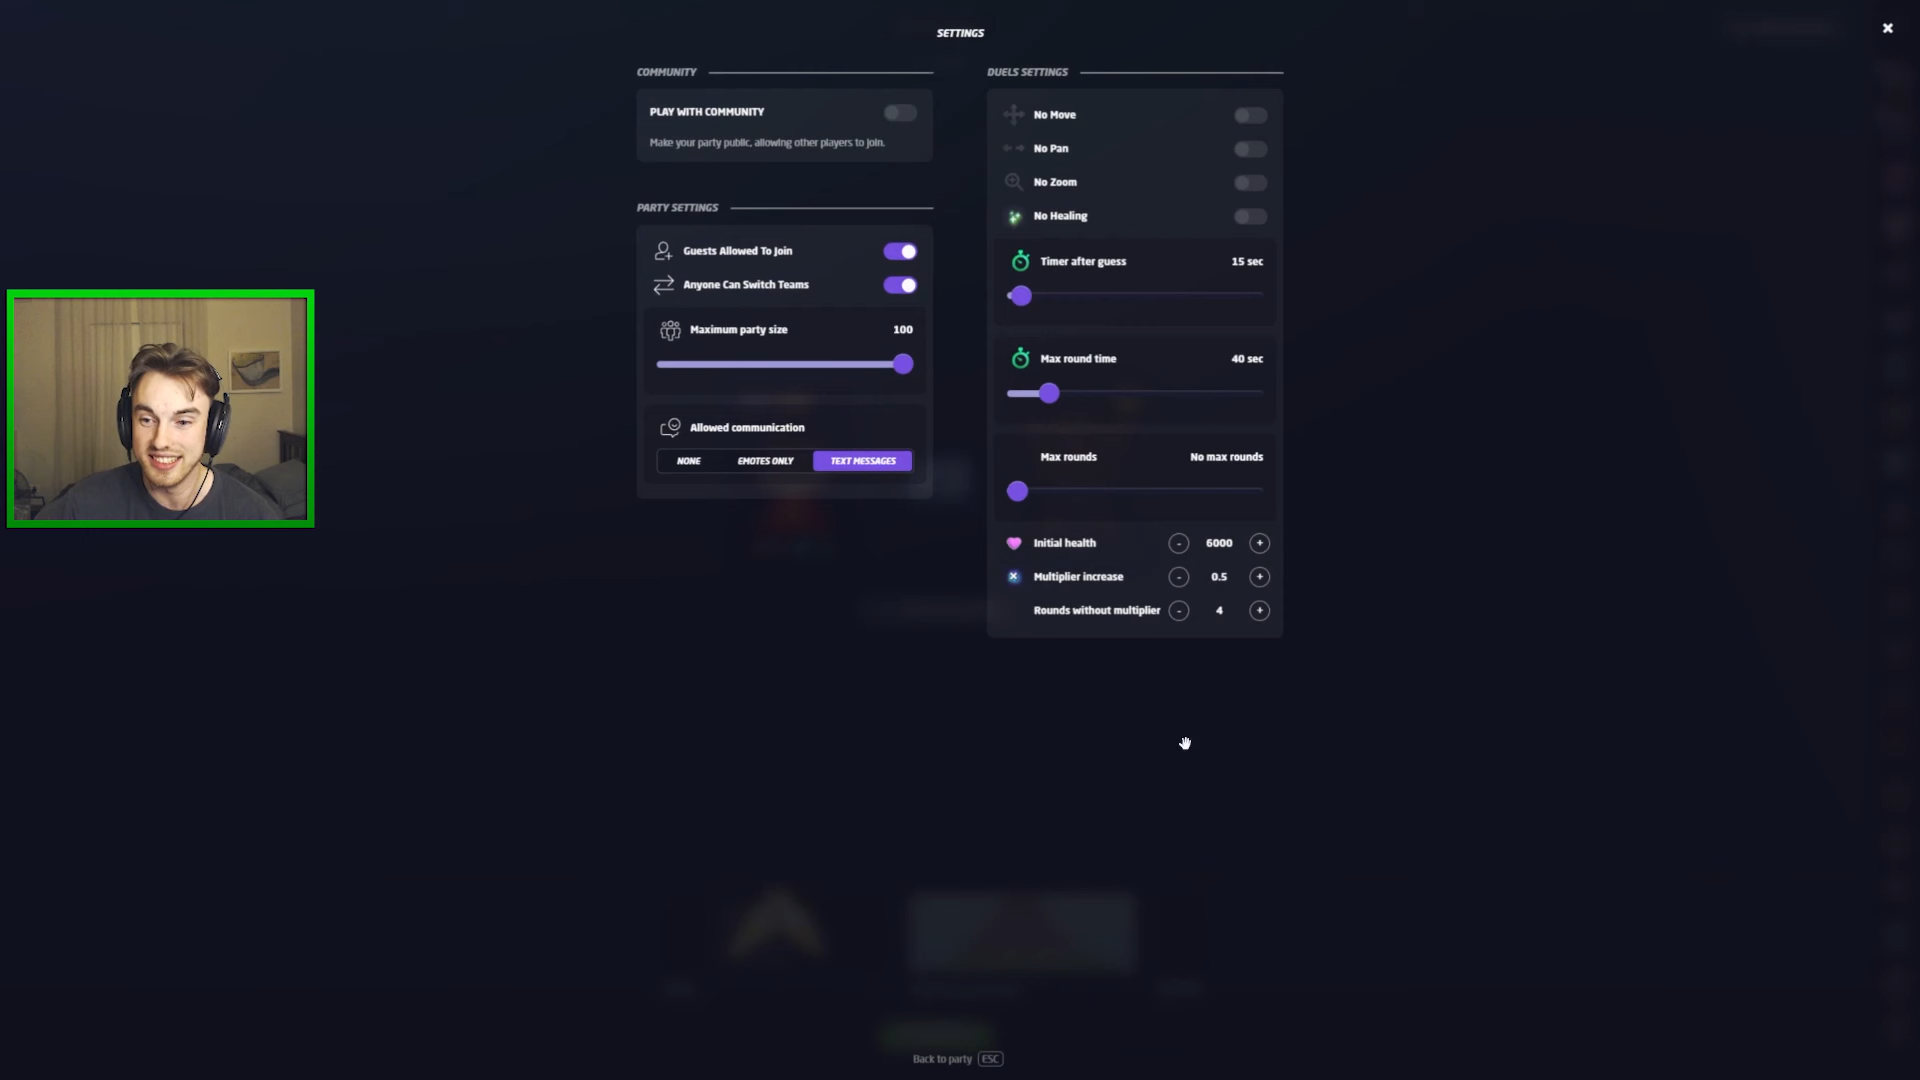 SETTINGS
COMMUNITY
PLAY WITH COMMUNITY
Make your party public, allowing other players to join.
PARTY SETTINGS
Guests Allowed To Join
Anyone Can Switch Teams
Maximum party size 100
Allowed communication
NONE EMOTES ONLY TEXT MESSAGES
DUELS SETTINGS
No Move
No Pan
No Zoom
No Healing
Timer after guess 15 sec
Max round time 40 sec
Max rounds No max rounds
Initial health - 6000 +
Multiplier increase - 0.5 +
Rounds without multiplier - 4 +
Back to party ESC